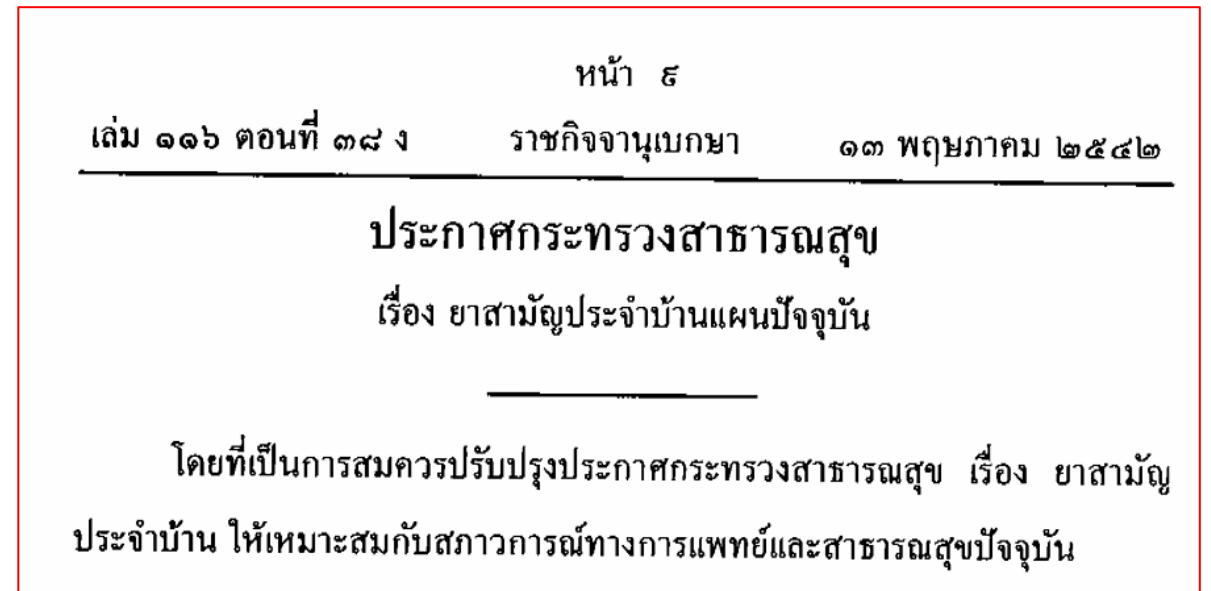 หน้า ๙
เล่ม ๑๑๖ ตอนที่ ๓๘ ง ราชกิจจานุเบกษา ๑๓ พฤษภาคม ๒๕๔๒
ประกาศกระทรวงสาธารณสุข
เรื่อง ยาสามัญประจำบ้านแผนปัจจุบัน
โดยที่เป็นการสมควรปรับปรุงประกาศกระทรวงสาธารณสุข เรื่อง ยาสามัญ
ประจำบ้าน ให้เหมาะสมกับสภาวการณ์ทางการแพทย์และสาธารณสุขปัจจุบัน